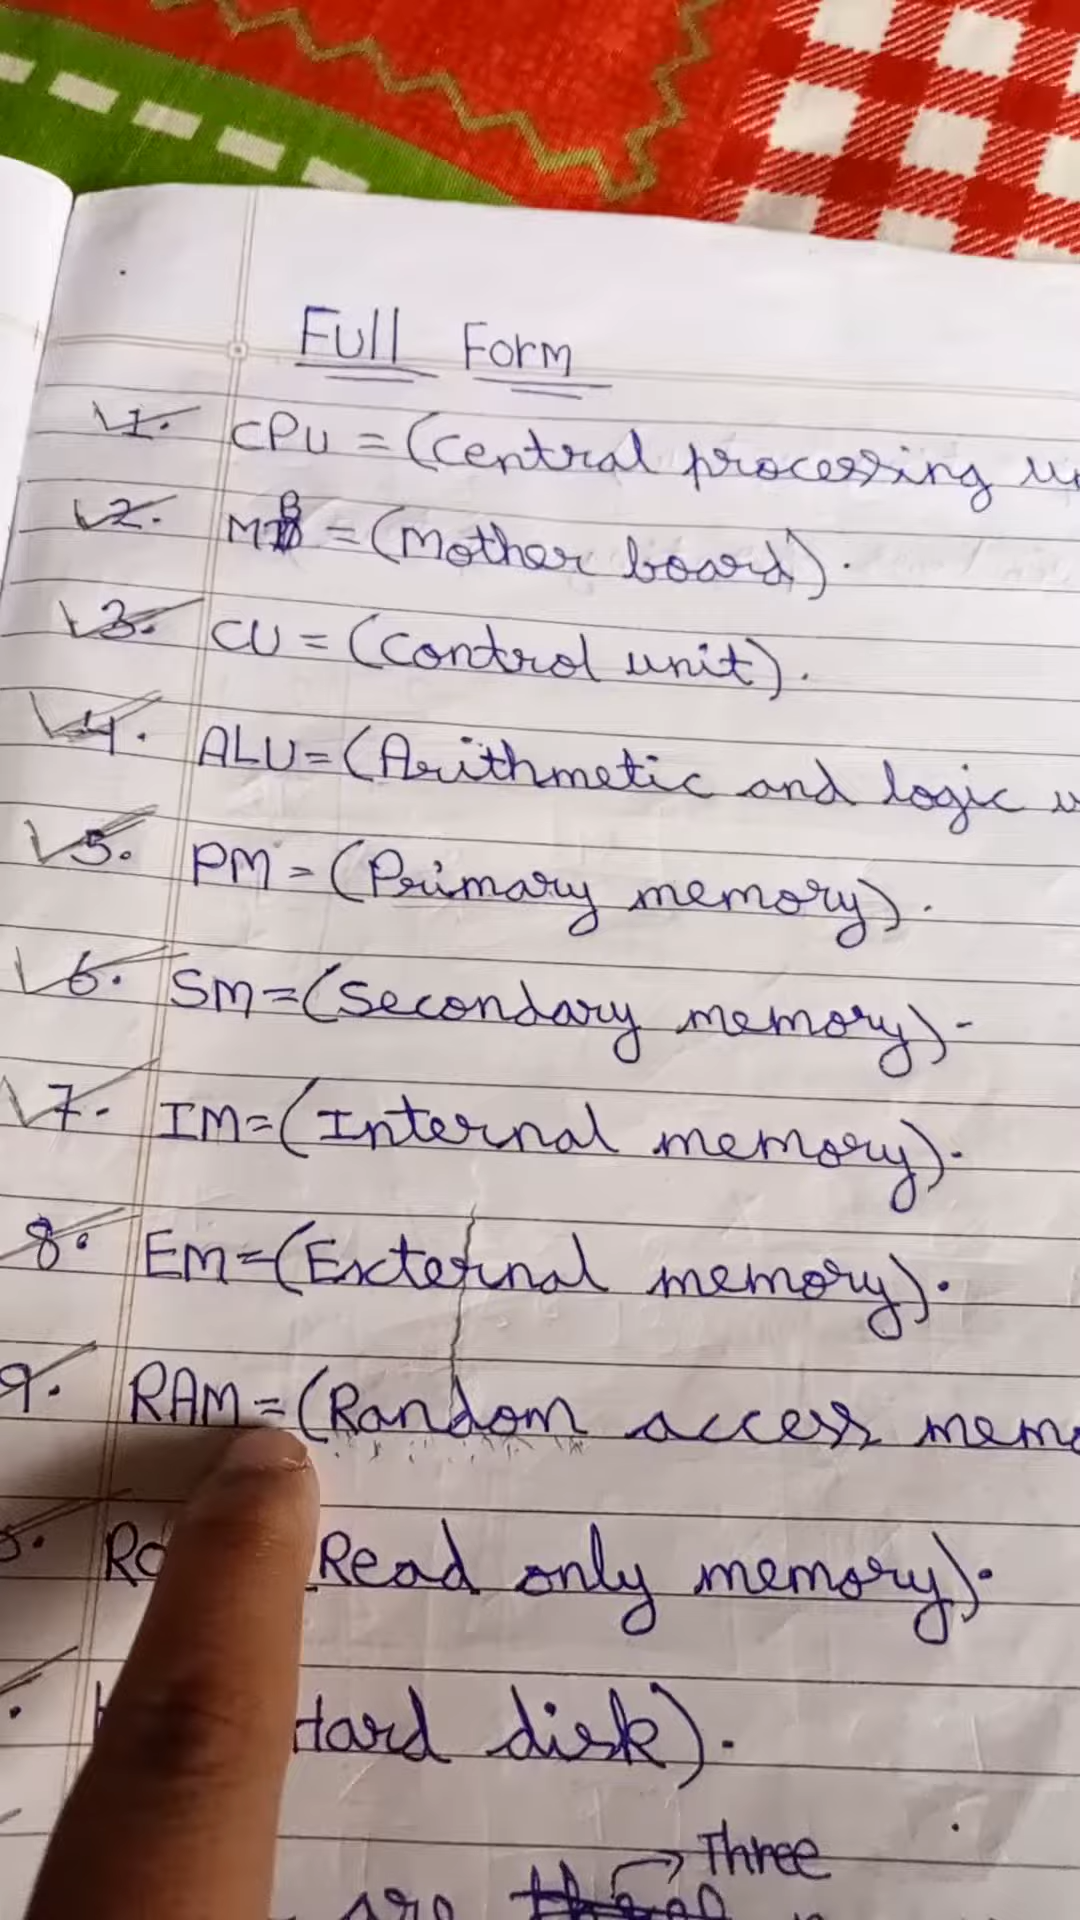 Full Form
1. CPU = (Central processing
2. MB = (Mother board).
3. CU = (Control unit).
4. ALU = (Arithmetic and logic
5. PM = (Primary memory).
6. SM = (Secondary memory).
7. IM = (Internal memory).
8. EM = (External memory).
9. RAM = (Random access
Read only memory).
Hard disk).
Three
are